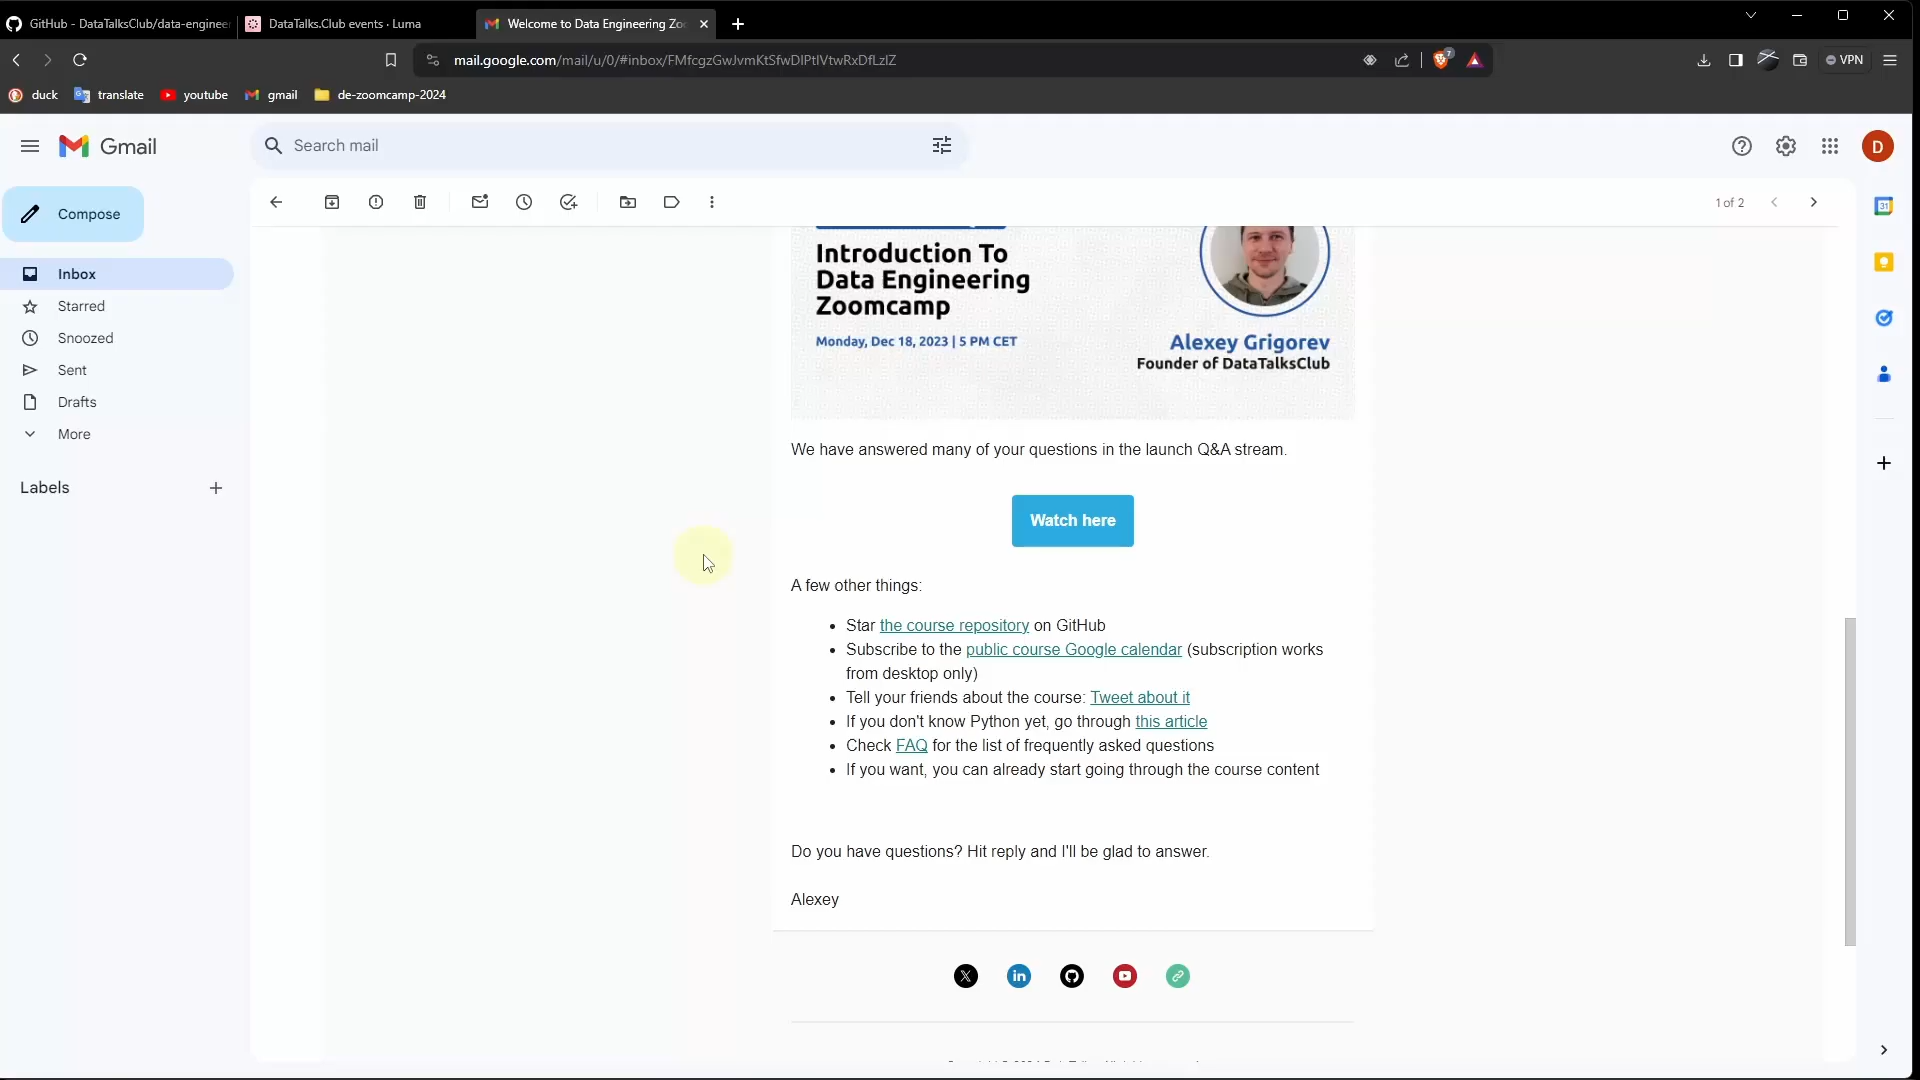 GitHub - DataTalksClub/data-engineer
DataTalks.Club events · Luma
Welcome to Data Engineering Zo
mail.google.com/mail/u/0/#inbox/FMfcgzGwJvmKtSfwDlPtlVtwRxDfLzlZ
7
VPN
duck
translate
youtube
gmail
de-zoomcamp-2024
Gmail
Search mail
D
Compose
1 of 2
31
Inbox
Starred
Snoozed
Sent
Drafts
More
Labels
Introduction To
Data Engineering
Zoomcamp
Monday, Dec 18, 2023 | 5 PM CET
Alexey Grigorev
Founder of DataTalksClub
We have answered many of your questions in the launch Q&A stream.
Watch here
A few other things:
• Star the course repository on GitHub
• Subscribe to the public course Google calendar (subscription works
from desktop only)
• Tell your friends about the course: Tweet about it
• If you don't know Python yet, go through this article
• Check FAQ for the list of frequently asked questions
• If you want, you can already start going through the course content
Do you have questions? Hit reply and I'll be glad to answer.
Alexey
X
in